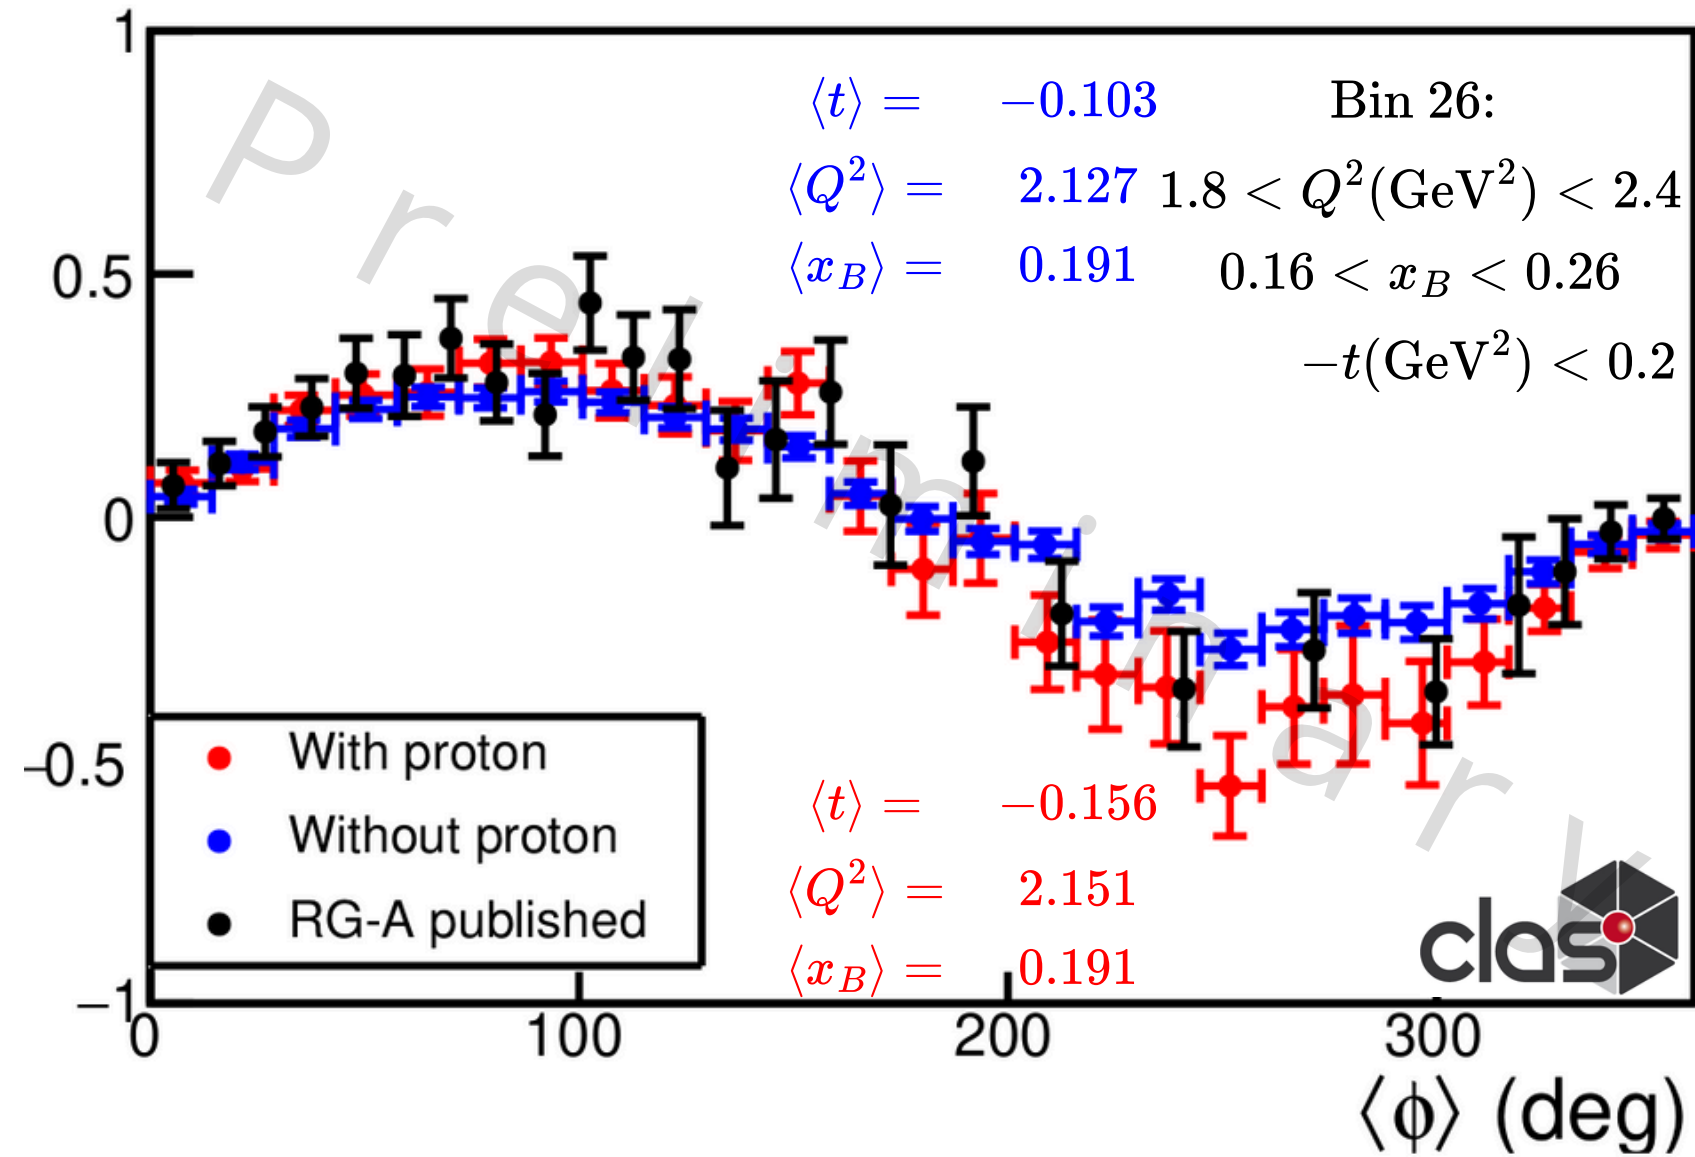 1
0.5
0
−0.5
−1
0
100
200
300
⟨ϕ⟩ (deg)
⟨t⟩ = −0.103
⟨Q²⟩ = 2.127
⟨x_B⟩ = 0.191
Bin 26:
1.8 < Q²(GeV²) < 2.4
0.16 < x_B < 0.26
−t(GeV²) < 0.2
With proton
Without proton
RG-A published
⟨t⟩ = −0.156
⟨Q²⟩ = 2.151
⟨x_B⟩ = 0.191
Preliminary
clas